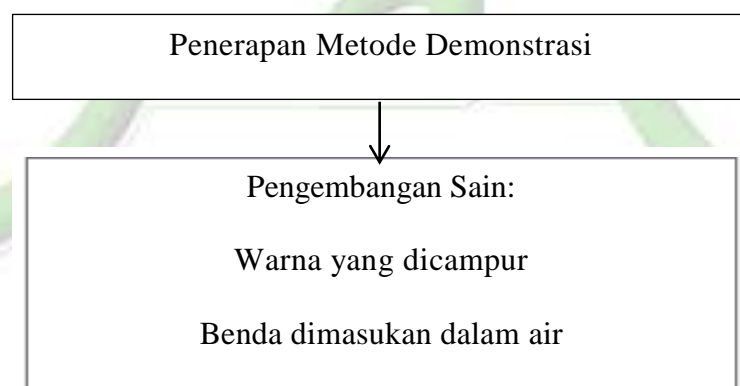 Penerapan Metode Demonstrasi
Pengembangan Sain:
Warna yang dicampur
Benda dimasukan dalam air